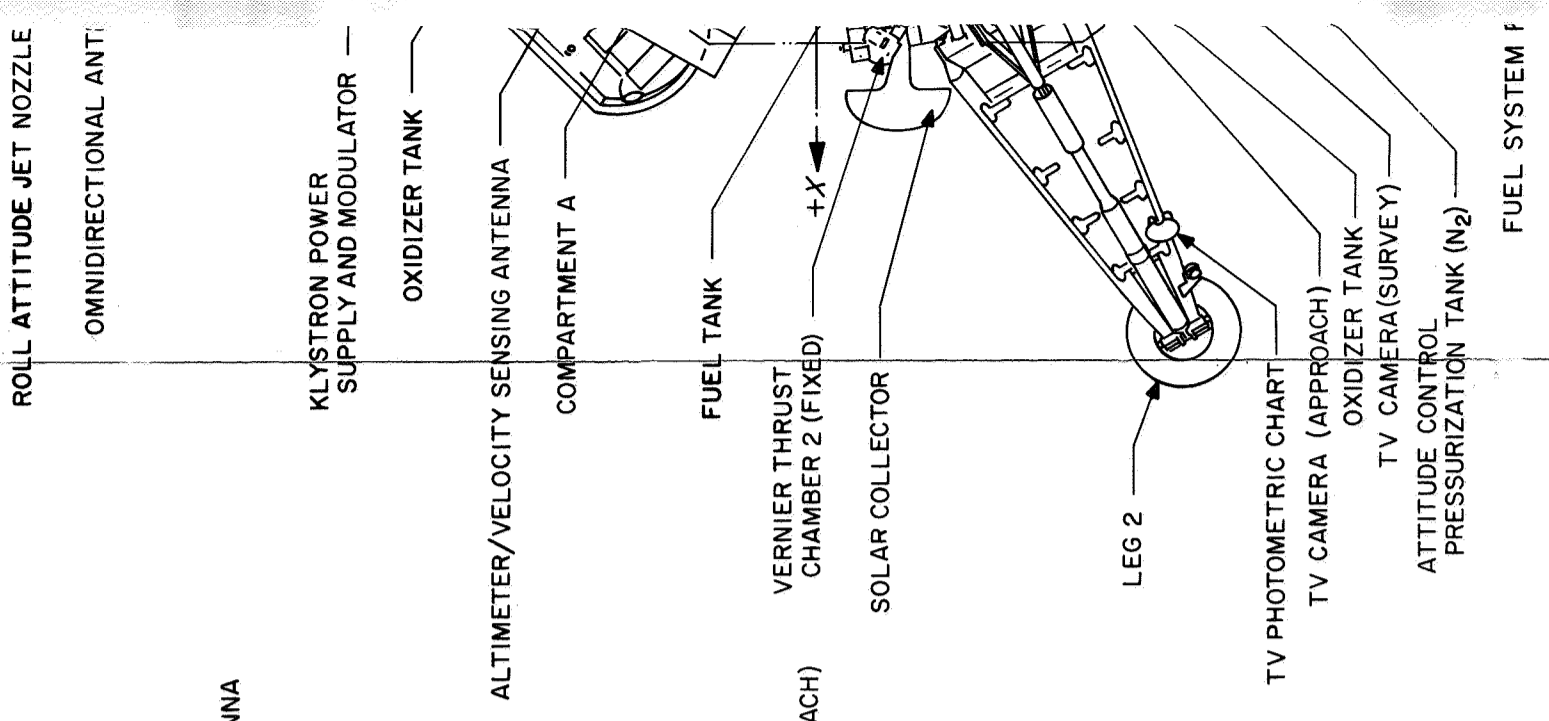 ROLL ATTITUDE JET NOZZLE
OMNIDIRECTIONAL ANT
NNA
KLYSTRON POWER
SUPPLY AND MODULATOR
OXIDIZER TANK
ALTIMETER/VELOCITY SENSING ANTENNA
COMPARTMENT A
FUEL TANK
VERNIER THRUST
CHAMBER 2 (FIXED)
+X
ACH)
SOLAR COLLECTOR
LEG 2
TV PHOTOMETRIC CHART
TV CAMERA (APPROACH)
OXIDIZER TANK
TV CAMERA (SURVEY)
ATTITUDE CONTROL
PRESSURIZATION TANK (N2)
FUEL SYSTEM